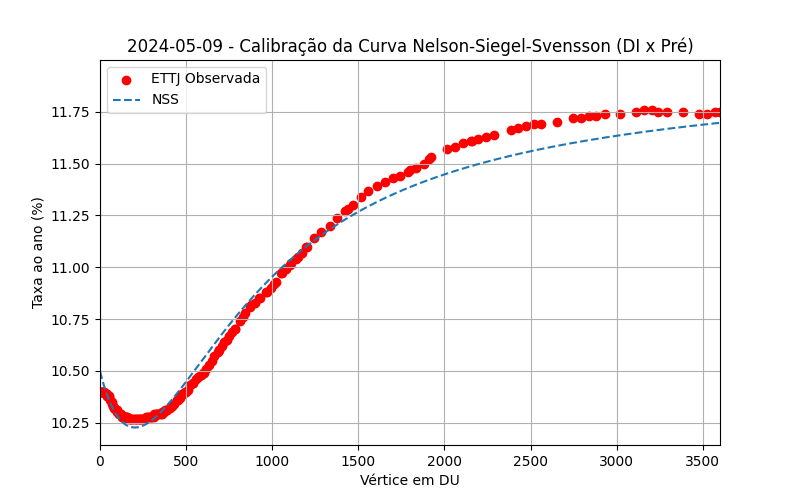 2024-05-09 - Calibração da Curva Nelson-Siegel-Svensson (DI x Pré)
ETTJ Observada
NSS
Taxa ao ano (%)
11.75
11.50
11.25
11.00
10.75
10.50
10.25
0 500 1000 1500 2000 2500 3000 3500
Vértice em DU